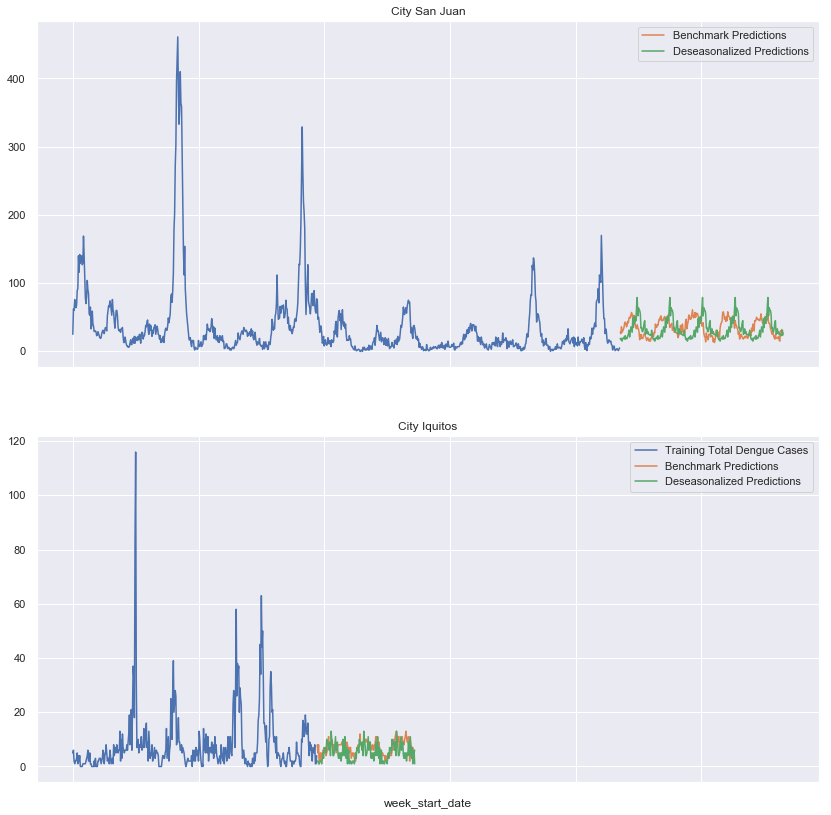 City San Juan
Benchmark Predictions
Deseasonalized Predictions
400
300
200
100
0
City Iquitos
Training Total Dengue Cases
Benchmark Predictions
Deseasonalized Predictions
120
100
80
60
40
20
0
week_start_date